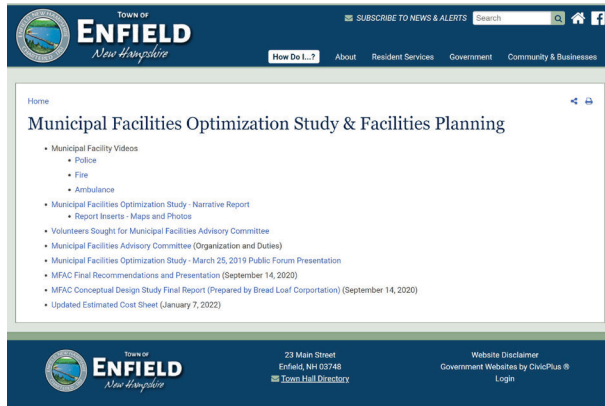 TOWN OF
ENFIELD
New Hampshire
SUBSCRIBE TO NEWS & ALERTS Search
How Do I...? About Resident Services Government Community & Businesses
Home
Municipal Facilities Optimization Study & Facilities Planning
• Municipal Facility Videos
• Police
• Fire
• Ambulance
• Municipal Facilities Optimization Study - Narrative Report
• Report Inserts - Maps and Photos
• Volunteers Sought for Municipal Facilities Advisory Committee
• Municipal Facilities Advisory Committee (Organization and Duties)
• Municipal Facilities Optimization Study - March 25, 2019 Public Forum Presentation
• MFAC Final Recommendations and Presentation (September 14, 2020)
• MFAC Conceptual Design Study Final Report (Prepared by Bread Loaf Corportation) (September 14, 2020)
• Updated Estimated Cost Sheet (January 7, 2022)
TOWN OF
ENFIELD
New Hampshire
23 Main Street
Enfield, NH 03748
Town Hall Directory
Website Disclaimer
Government Websites by CivicPlus ®
Login